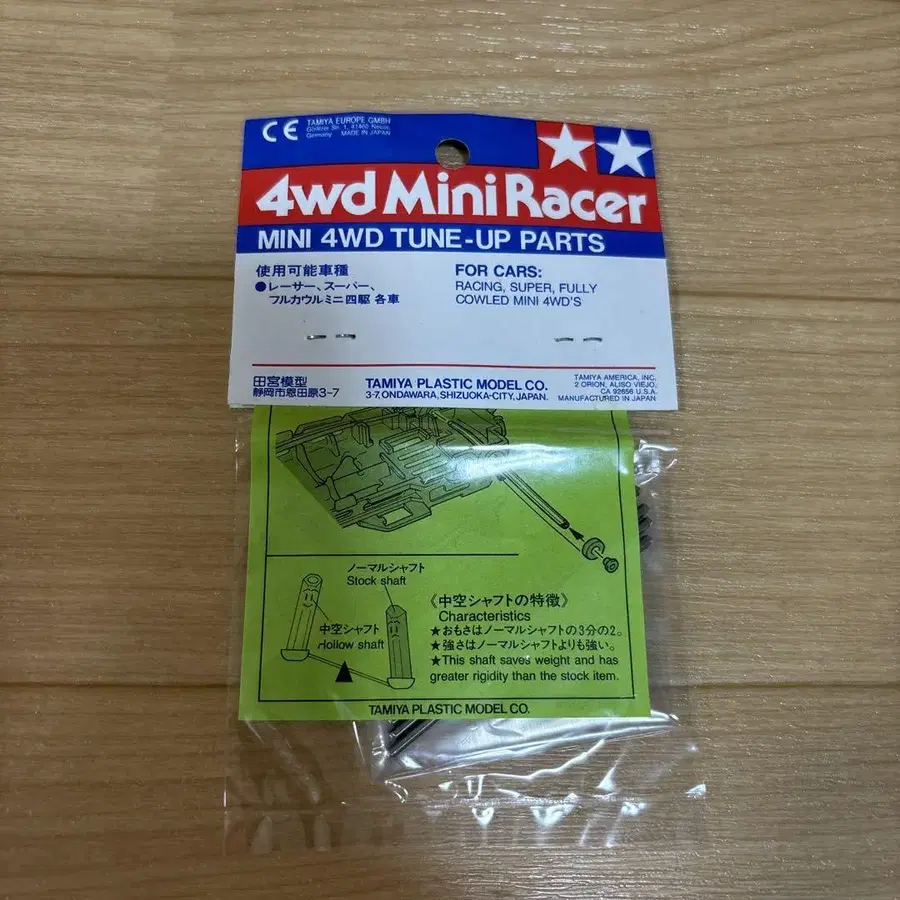 CE
TAMIYA EUROPE GMBH
Görlitzer Str. 1, 41460 Neuss,
Germany MADE IN JAPAN
4wd Mini Racer
MINI 4WD TUNE-UP PARTS
使用可能車種
●レーサー、スーパー、
フルカウルミニ四駆 各車
FOR CARS:
RACING, SUPER, FULLY
COWLED MINI 4WD'S
田宮模型
静岡市恩田原3-7
TAMIYA PLASTIC MODEL CO.
3-7, ONDAWARA, SHIZUOKA-CITY, JAPAN.
TAMIYA AMERICA, INC.
2 ORION, ALISO VIEJO,
CA 92656 U.S.A.
MANUFACTURED IN JAPAN
ノーマルシャフト
Stock shaft
中空シャフト
Hollow shaft
《中空シャフトの特徴》
Characteristics
★おもさはノーマルシャフトの3分の2。
★強さはノーマルシャフトよりも強い。
★This shaft saves weight and has
greater rigidity than the stock item.
TAMIYA PLASTIC MODEL CO.